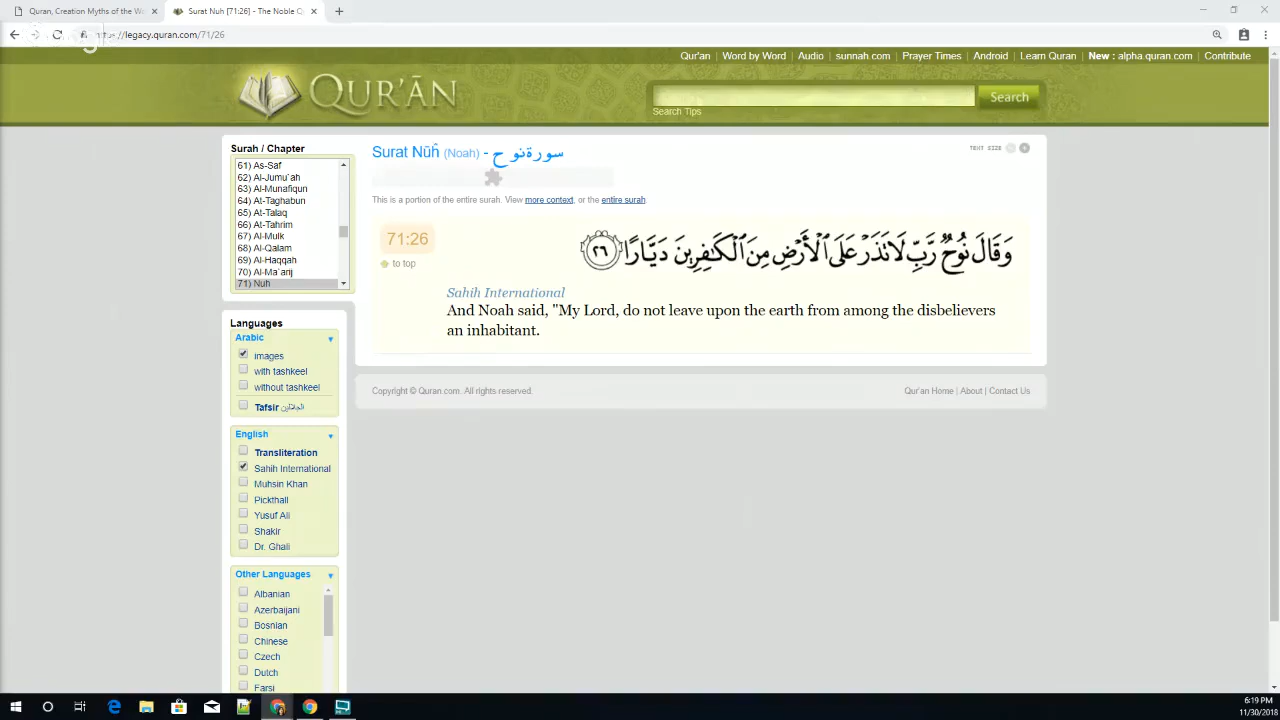 Quran, Creation Myths of the Wa
Surat Nuh [71:26] - The Noble Q
legacy.quran.com/71/26
Qur'an | Word by Word | Audio | sunnah.com | Prayer Times | Android | Learn Quran | New : alpha.quran.com | Contribute
QUR'ĀN
Search
Search Tips
Surah / Chapter
61) As-Saf
62) Al-Jumu`ah
63) Al-Munafiqun
64) At-Taghabun
65) At-Talaq
66) At-Tahrim
67) Al-Mulk
68) Al-Qalam
69) Al-Haqqah
70) Al-Ma`arij
71) Nuh
Surat Nūĥ (Noah) - سورة نوح
TEXT SIZE
This is a portion of the entire surah. View more context, or the entire surah
71:26
to top
وَقَالَ نُوحٌ رَّبِّ لَا تَذَرْ عَلَى ٱلْأَرْضِ مِنَ ٱلْكَٰفِرِينَ دَيَّارًا ٢٦
Sahih International
And Noah said, "My Lord, do not leave upon the earth from among the disbelievers
an inhabitant.
Copyright © Quran.com. All rights reserved.
Qur'an Home | About | Contact Us
Languages
Arabic
images
with tashkeel
without tashkeel
Tafsir الجلالين
English
Transliteration
Sahih International
Muhsin Khan
Pickthall
Yusuf Ali
Shakir
Dr. Ghali
Other Languages
Albanian
Azerbaijani
Bosnian
Chinese
Czech
Dutch
Farsi
6:19 PM
11/30/2018